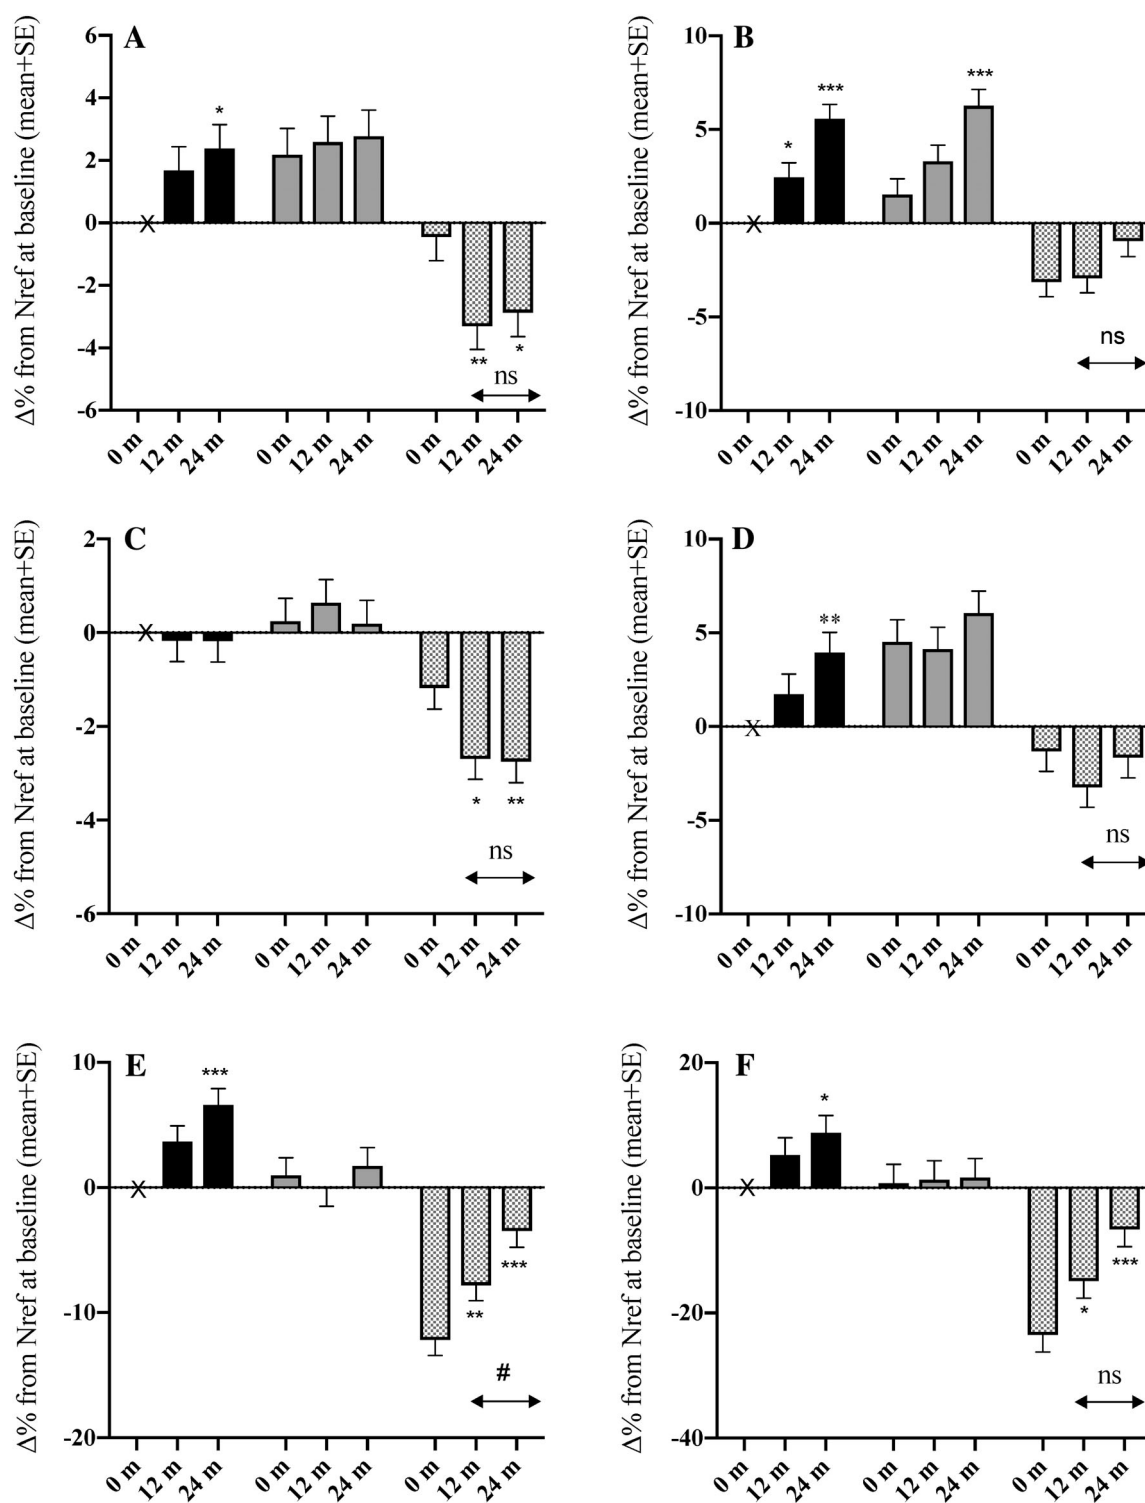 Δ% from Nref at baseline (mean+SE)
A
6
4
2
0
-2
-4
-6
*
X
**
*
ns
0 m
12 m
24 m
0 m
12 m
24 m
0 m
12 m
24 m
Δ% from Nref at baseline (mean+SE)
B
10
5
0
-5
-10
*
***
***
X
ns
0 m
12 m
24 m
0 m
12 m
24 m
0 m
12 m
24 m
Δ% from Nref at baseline (mean+SE)
C
2
0
-2
-4
-6
X
*
**
ns
0 m
12 m
24 m
0 m
12 m
24 m
0 m
12 m
24 m
Δ% from Nref at baseline (mean+SE)
D
10
5
0
-5
-10
**
X
ns
0 m
12 m
24 m
0 m
12 m
24 m
0 m
12 m
24 m
Δ% from Nref at baseline (mean+SE)
E
10
0
-10
-20
***
X
**
***
#
0 m
12 m
24 m
0 m
12 m
24 m
0 m
12 m
24 m
Δ% from Nref at baseline (mean+SE)
F
20
0
-20
-40
*
X
*
***
ns
0 m
12 m
24 m
0 m
12 m
24 m
0 m
12 m
24 m